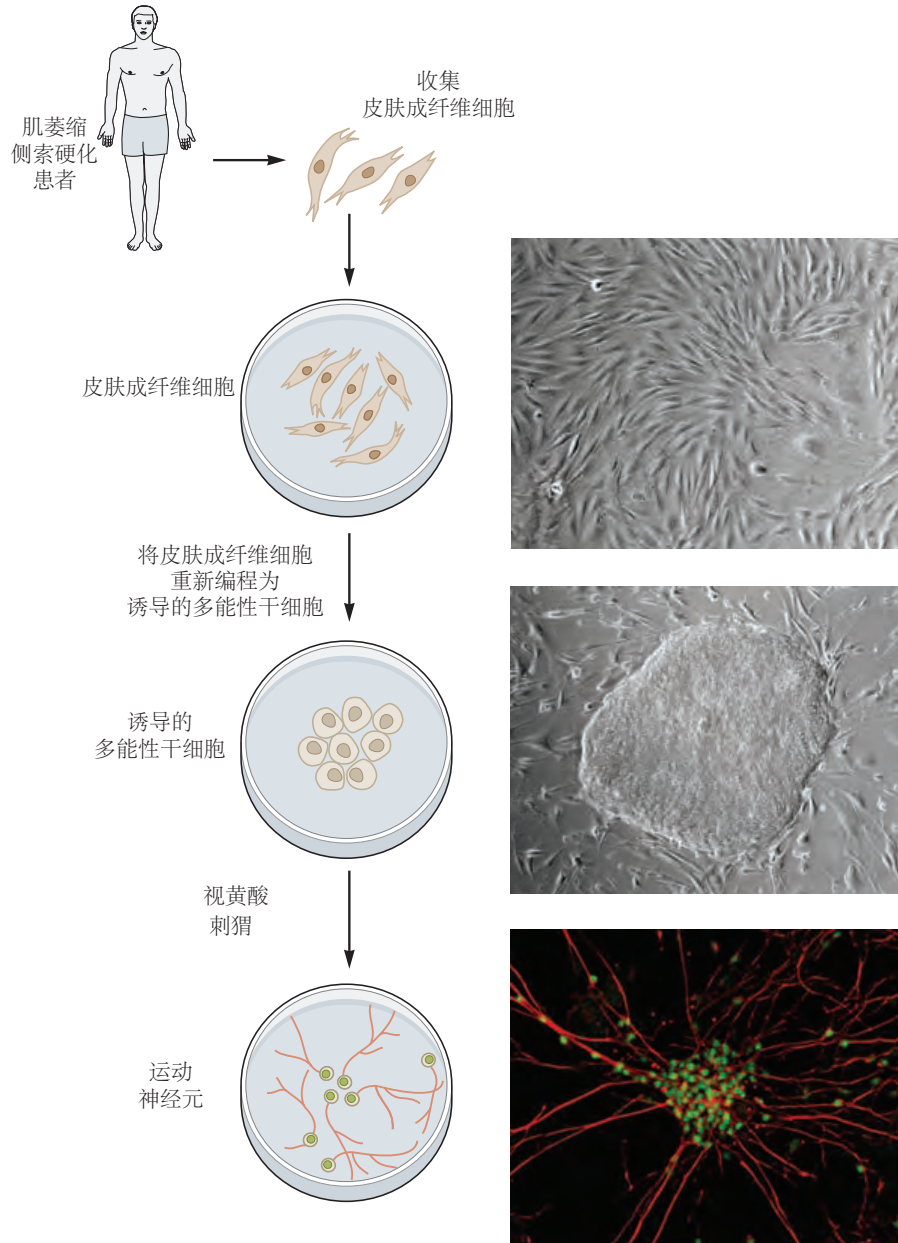 收集
皮肤成纤维细胞
肌萎缩
侧索硬化
患者
皮肤成纤维细胞
将皮肤成纤维细胞
重新编程为
诱导的多能性干细胞
诱导的
多能性干细胞
视黄酸
刺猬
运动
神经元